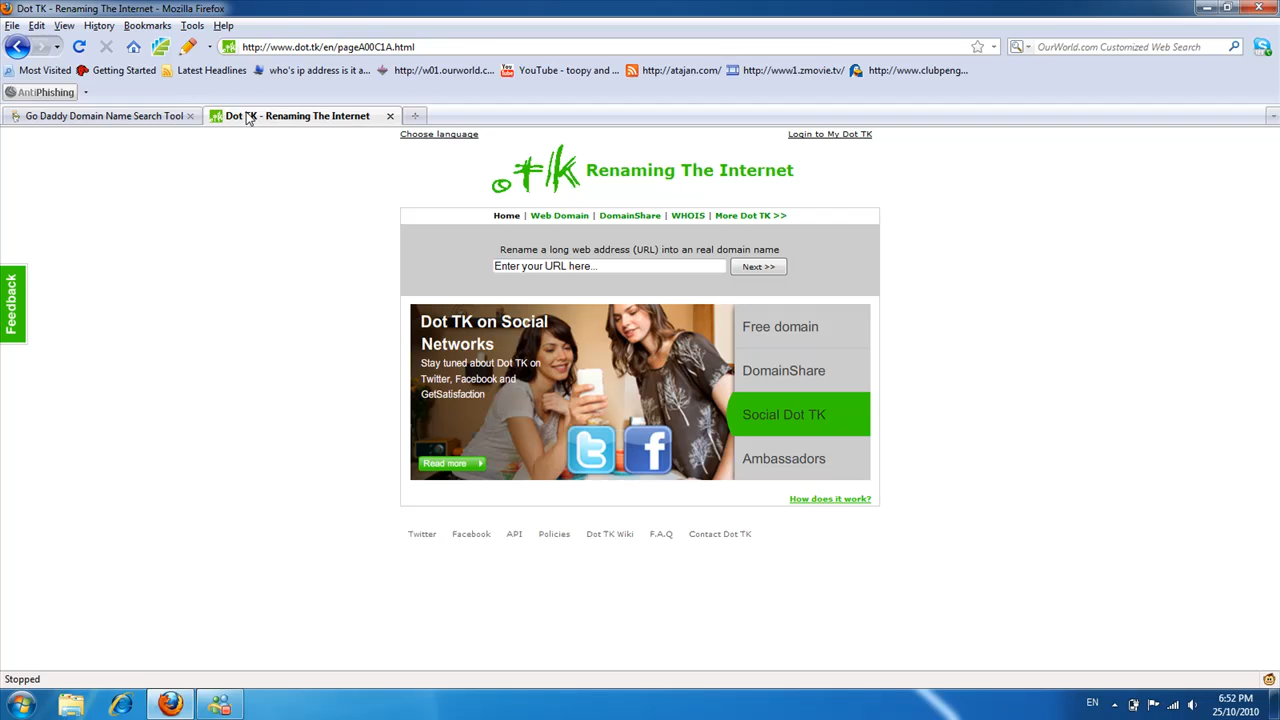 Dot TK - Renaming The Internet - Mozilla Firefox
File Edit View History Bookmarks Tools Help
http://www.dot.tk/en/pageA00C1A.html
OurWorld.com Customized Web Search
Most Visited Getting Started Latest Headlines who's ip address is it a... http://w01.ourworld.c... YouTube - toopy and ... http://atajan.com/ http://www1.zmovie.tv/ http://www.clubpeng...
AntiPhishing
Go Daddy Domain Name Search Tool Dot TK - Renaming The Internet
Choose language Login to My Dot TK
.TK Renaming The Internet
Home | Web Domain | DomainShare | WHOIS | More Dot TK >>
Rename a long web address (URL) into an real domain name
Enter your URL here... Next >>
Feedback
Dot TK on Social
Networks
Stay tuned about Dot TK on
Twitter, Facebook and
GetSatisfaction
Read more
Free domain
DomainShare
Social Dot TK
Ambassadors
How does it work?
Twitter Facebook API Policies Dot TK Wiki F.A.Q Contact Dot TK
Stopped
EN 6:52 PM
25/10/2010